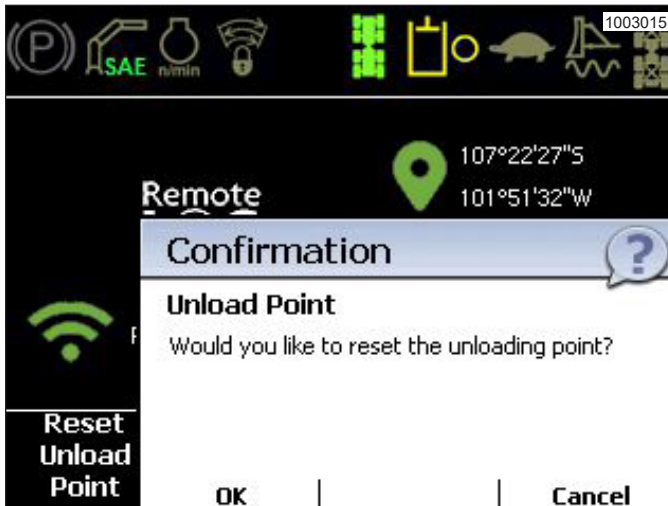 1003015
SAE
n/min
107°22'27"S
Remote
101°51'32"W
Confirmation
?
Unload Point
Would you like to reset the unloading point?
Reset
Unload
Point
OK
Cancel